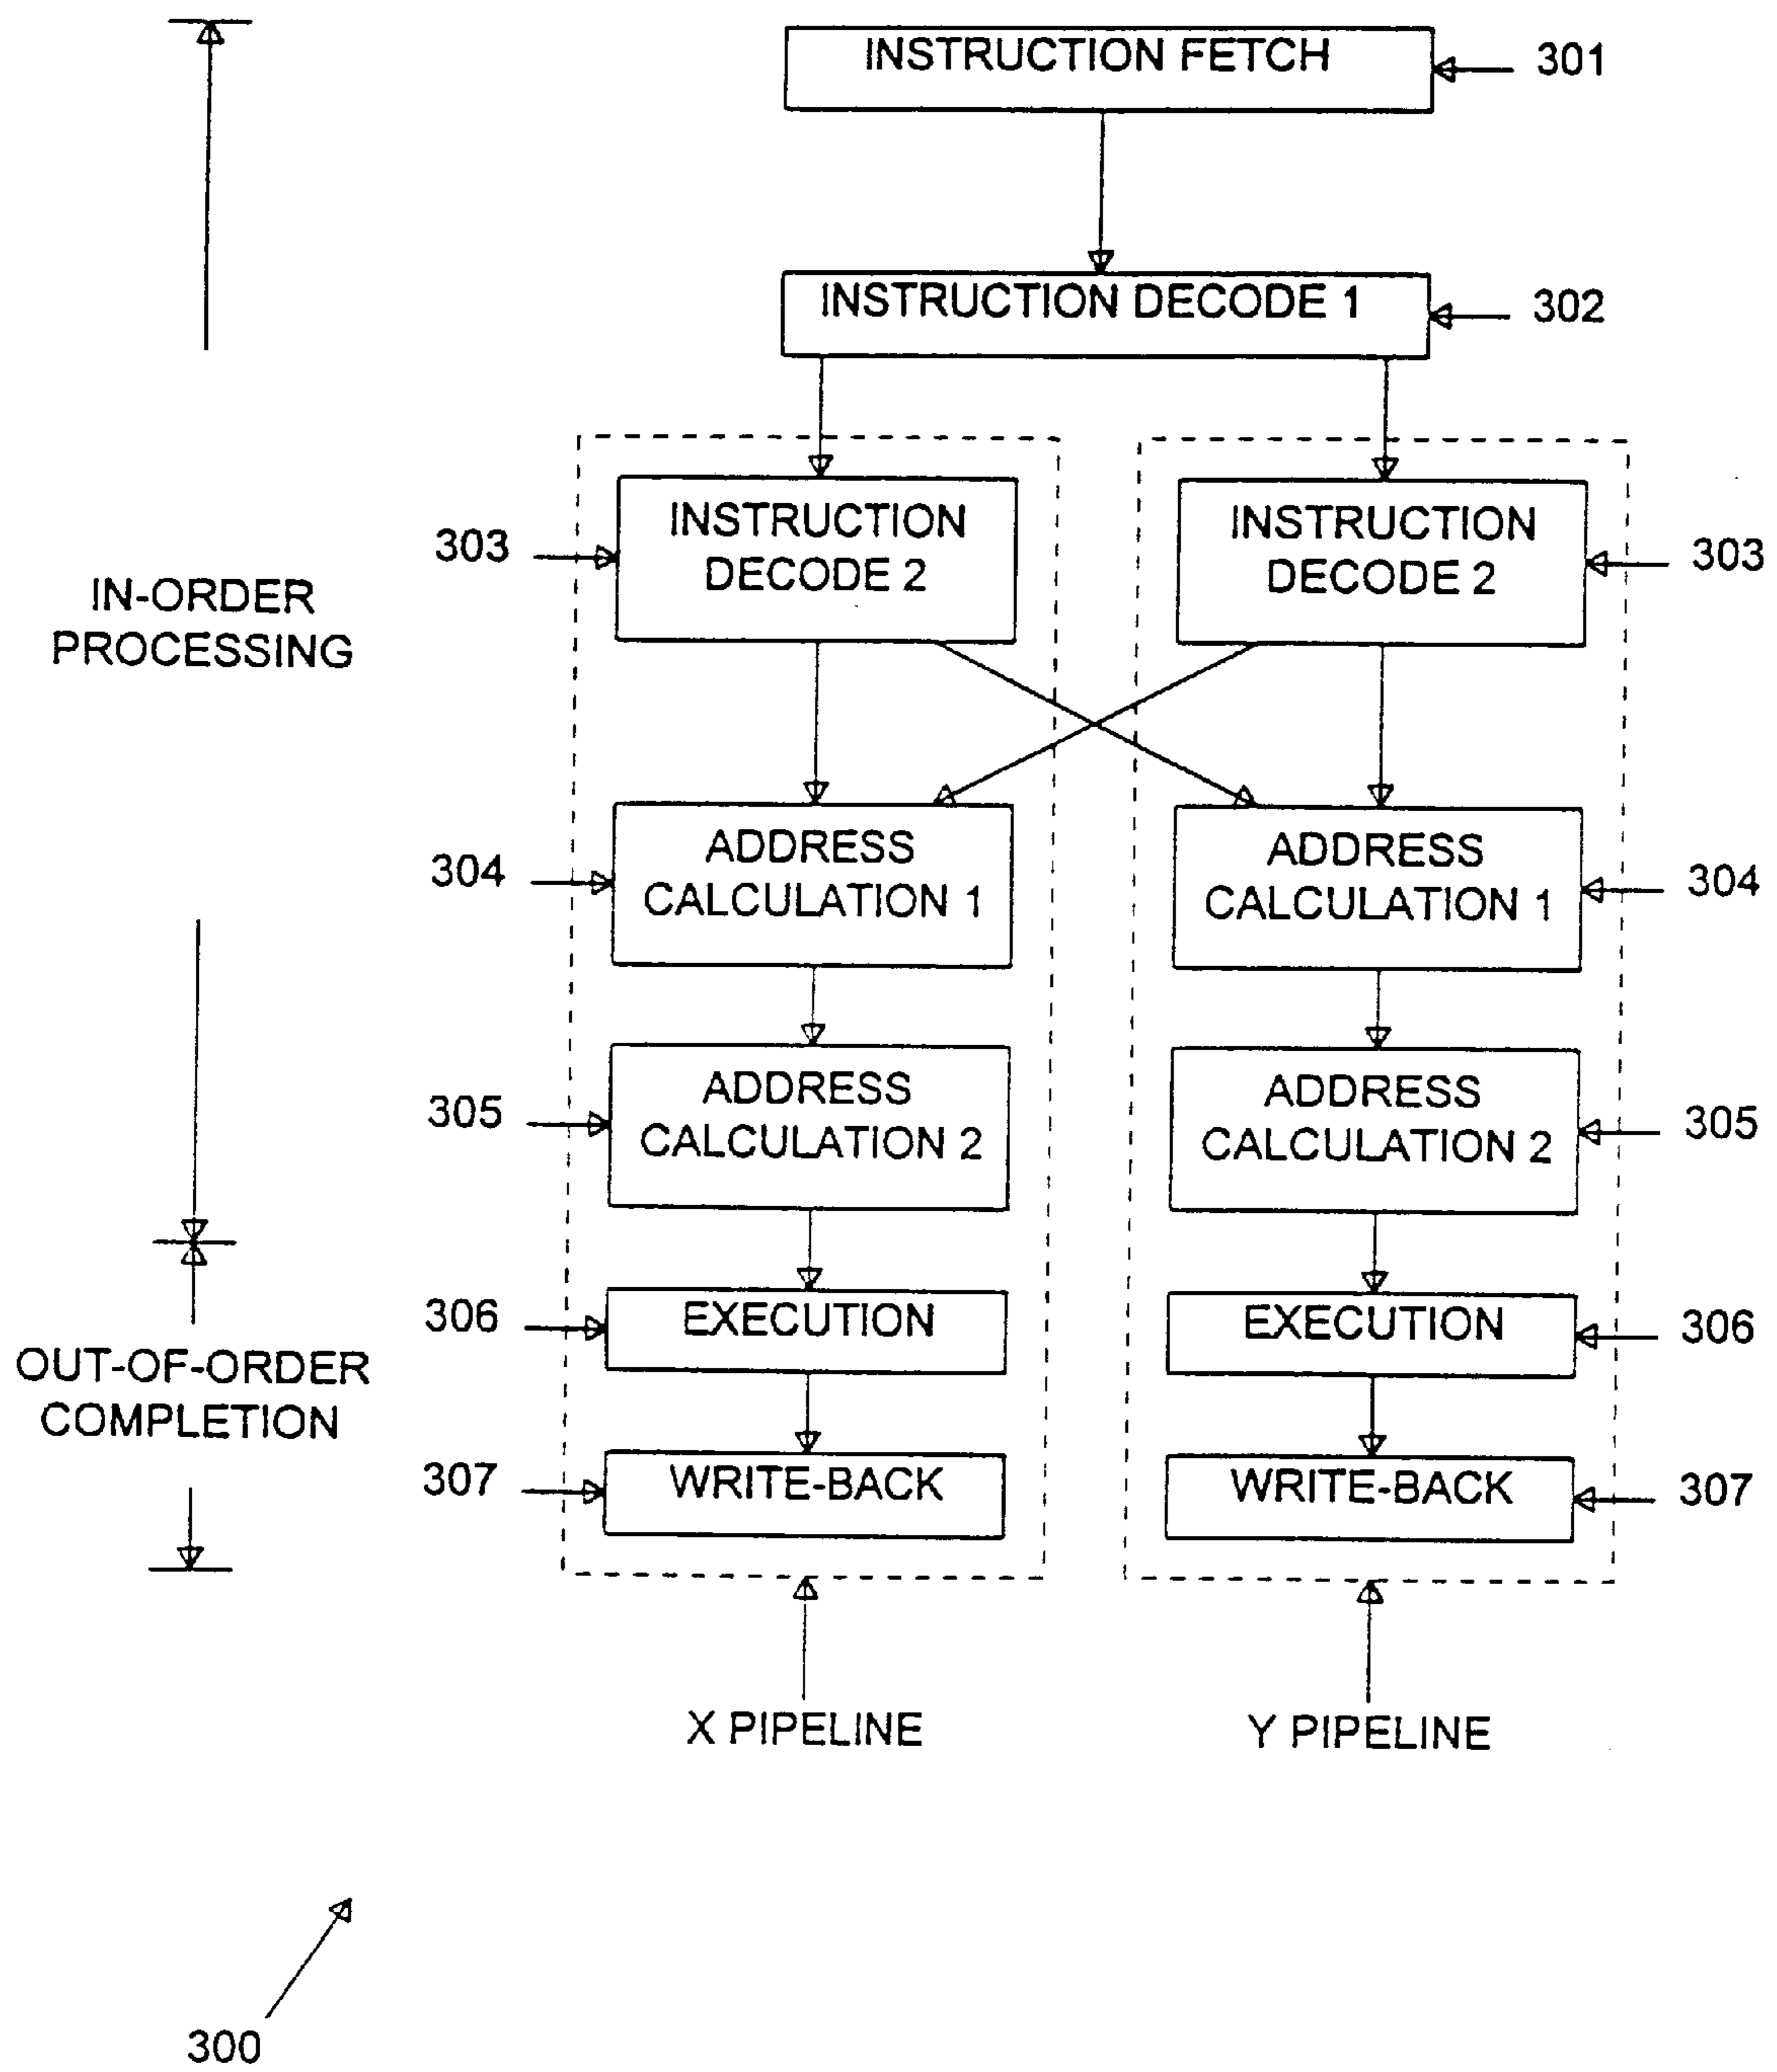 INSTRUCTION FETCH
301
INSTRUCTION DECODE 1
302
IN-ORDER
PROCESSING
303
INSTRUCTION
DECODE 2
INSTRUCTION
DECODE 2
303
304
ADDRESS
CALCULATION 1
ADDRESS
CALCULATION 1
304
305
ADDRESS
CALCULATION 2
ADDRESS
CALCULATION 2
305
OUT-OF-ORDER
COMPLETION
306
EXECUTION
EXECUTION
306
307
WRITE-BACK
WRITE-BACK
307
X PIPELINE
Y PIPELINE
300